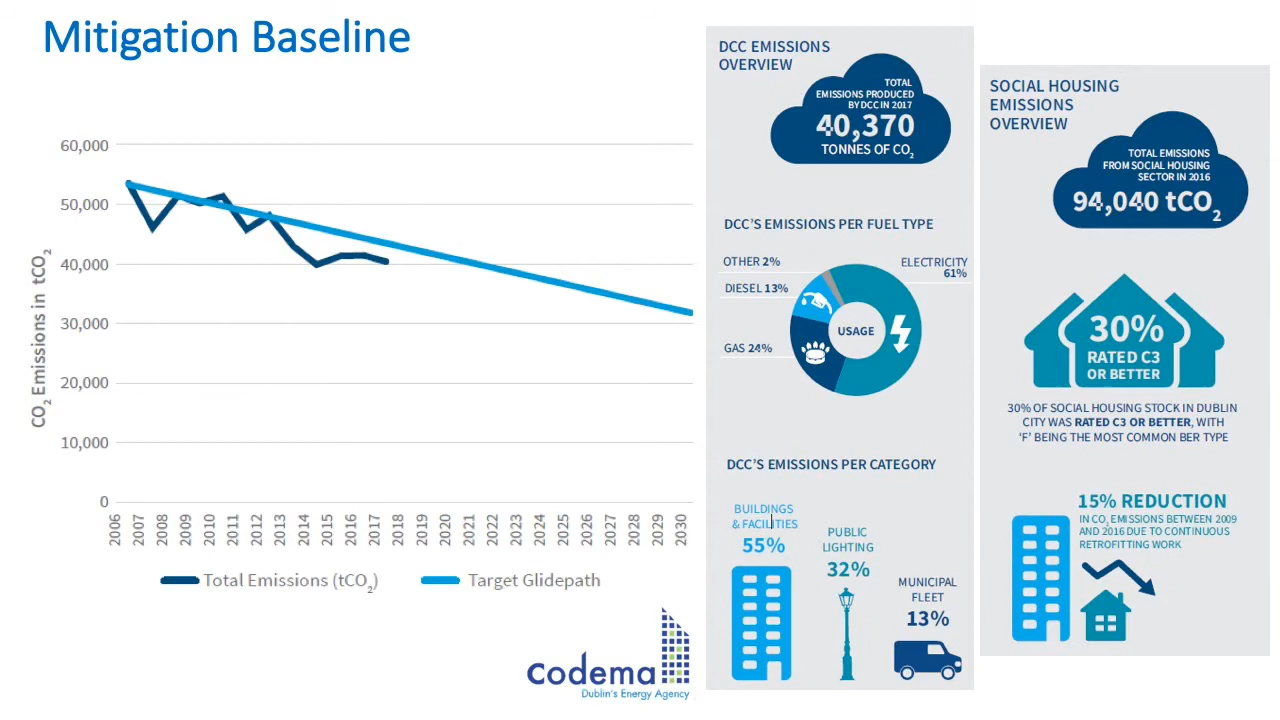 Mitigation Baseline
60,000
50,000
40,000
30,000
20,000
10,000
0
CO2 Emissions in tCO2
2006
2007
2008
2009
2010
2011
2012
2013
2014
2015
2016
2017
2018
2019
2020
2021
2022
2023
2024
2025
2026
2027
2028
2029
2030
Total Emissions (tCO2)
Target Glidepath
codema
Dublin's Energy Agency
DCC EMISSIONS
OVERVIEW
TOTAL
EMISSIONS PRODUCED
BY DCC IN 2017
40,370
TONNES OF CO2
DCC'S EMISSIONS PER FUEL TYPE
OTHER 2%
ELECTRICITY
61%
DIESEL 13%
USAGE
GAS 24%
DCC'S EMISSIONS PER CATEGORY
BUILDINGS
& FACILITIES
55%
PUBLIC
LIGHTING
32%
MUNICIPAL
FLEET
13%
SOCIAL HOUSING
EMISSIONS
OVERVIEW
TOTAL EMISSIONS
FROM SOCIAL HOUSING
SECTOR IN 2016
94,040 tCO2
30%
RATED C3
OR BETTER
30% OF SOCIAL HOUSING STOCK IN DUBLIN
CITY WAS RATED C3 OR BETTER, WITH
'F' BEING THE MOST COMMON BER TYPE
15% REDUCTION
IN CO2 EMISSIONS BETWEEN 2009
AND 2016 DUE TO CONTINUOUS
RETROFITTING WORK